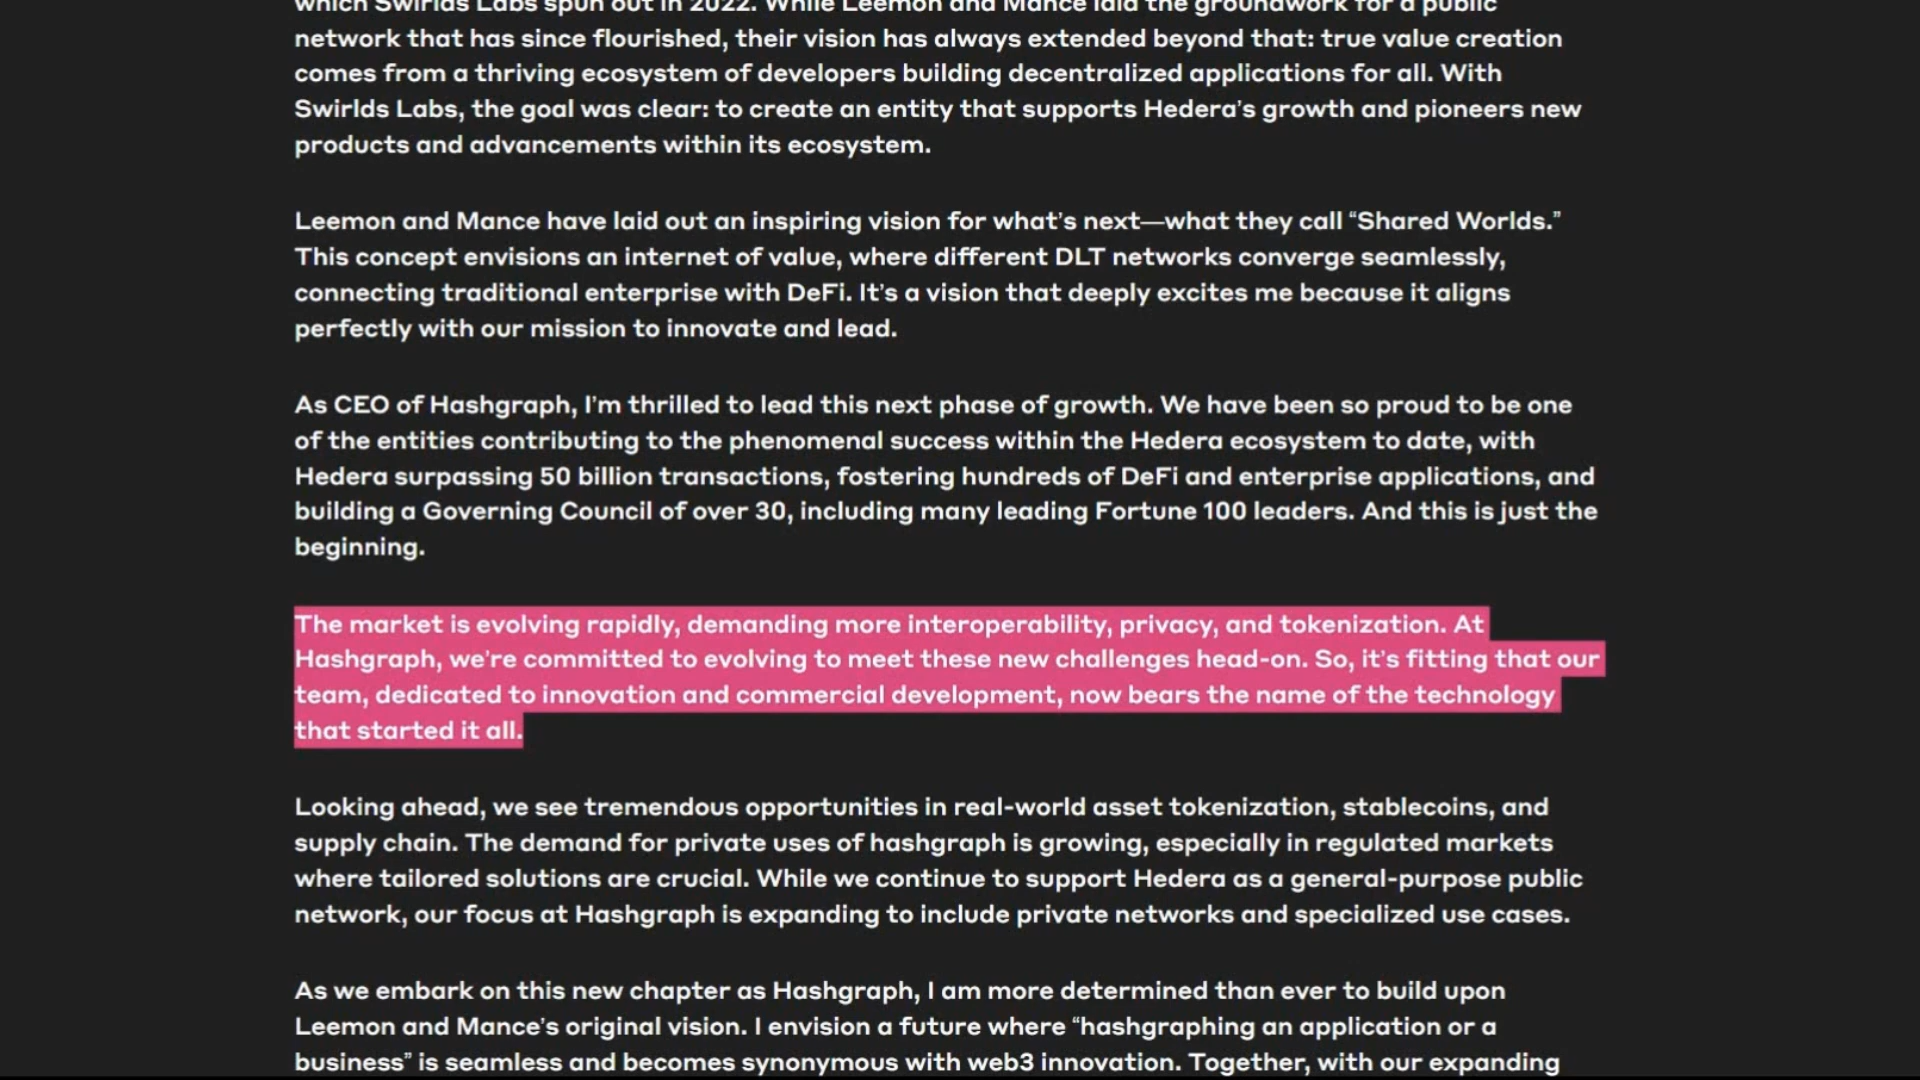 which Swirlds Labs spun out in 2022. While Leemon and Mance laid the groundwork for a public
network that has since flourished, their vision has always extended beyond that: true value creation
comes from a thriving ecosystem of developers building decentralized applications for all. With
Swirlds Labs, the goal was clear: to create an entity that supports Hedera’s growth and pioneers new
products and advancements within its ecosystem.
Leemon and Mance have laid out an inspiring vision for what’s next—what they call “Shared Worlds.”
This concept envisions an internet of value, where different DLT networks converge seamlessly,
connecting traditional enterprise with DeFi. It’s a vision that deeply excites me because it aligns
perfectly with our mission to innovate and lead.
As CEO of Hashgraph, I’m thrilled to lead this next phase of growth. We have been so proud to be one
of the entities contributing to the phenomenal success within the Hedera ecosystem to date, with
Hedera surpassing 50 billion transactions, fostering hundreds of DeFi and enterprise applications, and
building a Governing Council of over 30, including many leading Fortune 100 leaders. And this is just the
beginning.
The market is evolving rapidly, demanding more interoperability, privacy, and tokenization. At
Hashgraph, we’re committed to evolving to meet these new challenges head-on. So, it’s fitting that our
team, dedicated to innovation and commercial development, now bears the name of the technology
that started it all.
Looking ahead, we see tremendous opportunities in real-world asset tokenization, stablecoins, and
supply chain. The demand for private uses of hashgraph is growing, especially in regulated markets
where tailored solutions are crucial. While we continue to support Hedera as a general-purpose public
network, our focus at Hashgraph is expanding to include private networks and specialized use cases.
As we embark on this new chapter as Hashgraph, I am more determined than ever to build upon
Leemon and Mance’s original vision. I envision a future where “hashgraphing an application or a
business” is seamless and becomes synonymous with web3 innovation. Together, with our expanding